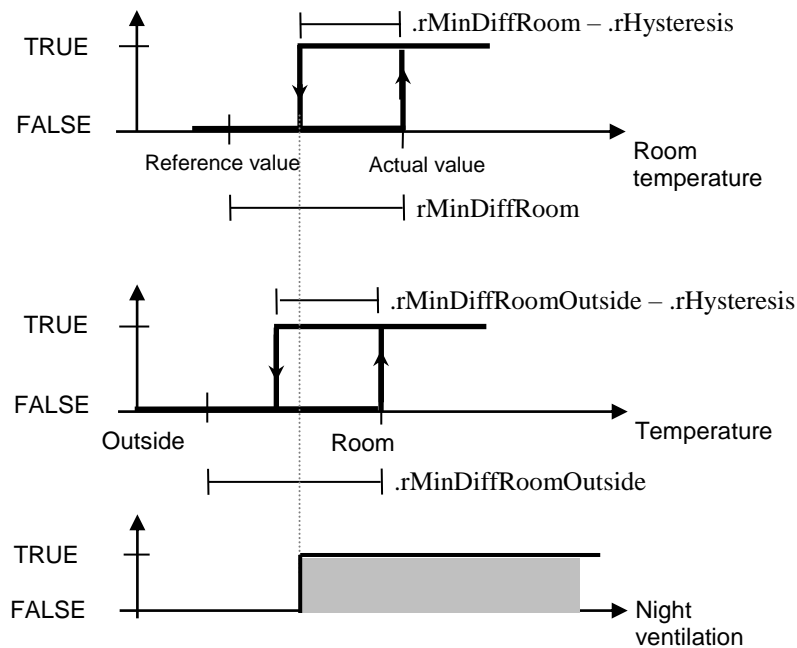 .rMinDiffRoom – .rHysteresis
TRUE
FALSE
Reference value
Actual value
Room
temperature
rMinDiffRoom
.rMinDiffRoomOutside – .rHysteresis
TRUE
FALSE
Outside
Room
Temperature
.rMinDiffRoomOutside
TRUE
FALSE
Night
ventilation